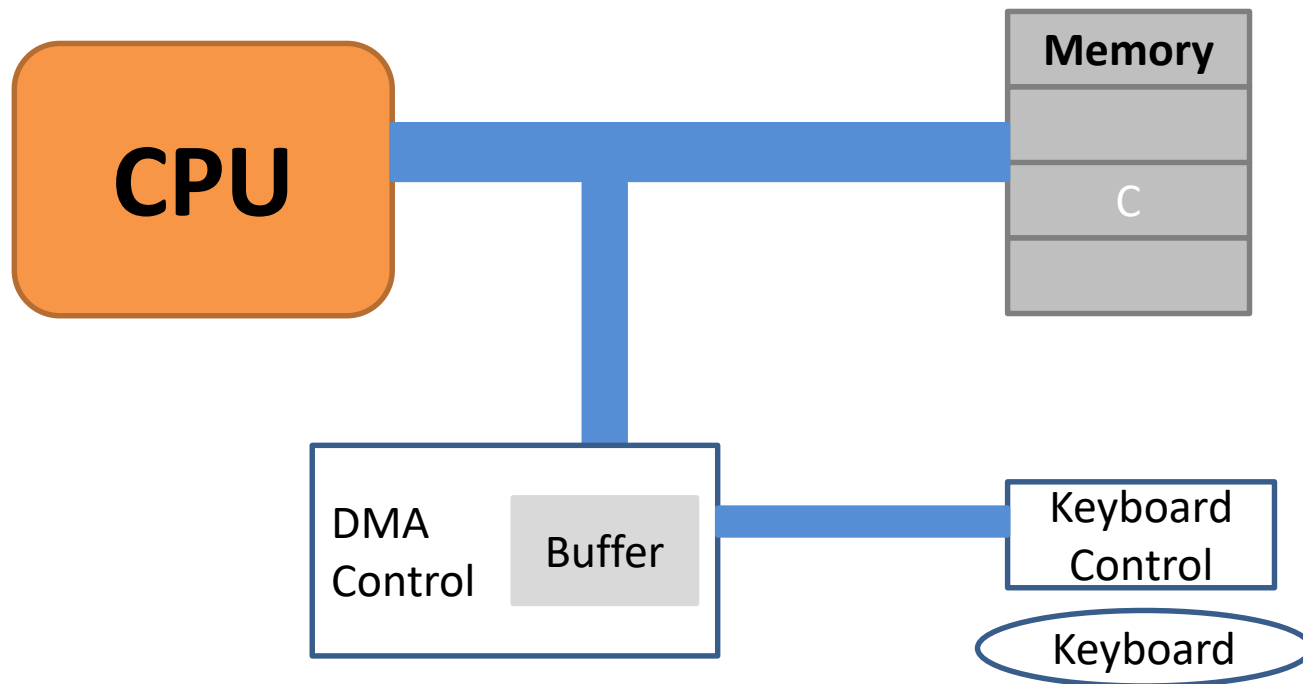 Memory
CPU
C
DMA
Control
Buffer
Keyboard
Control
Keyboard